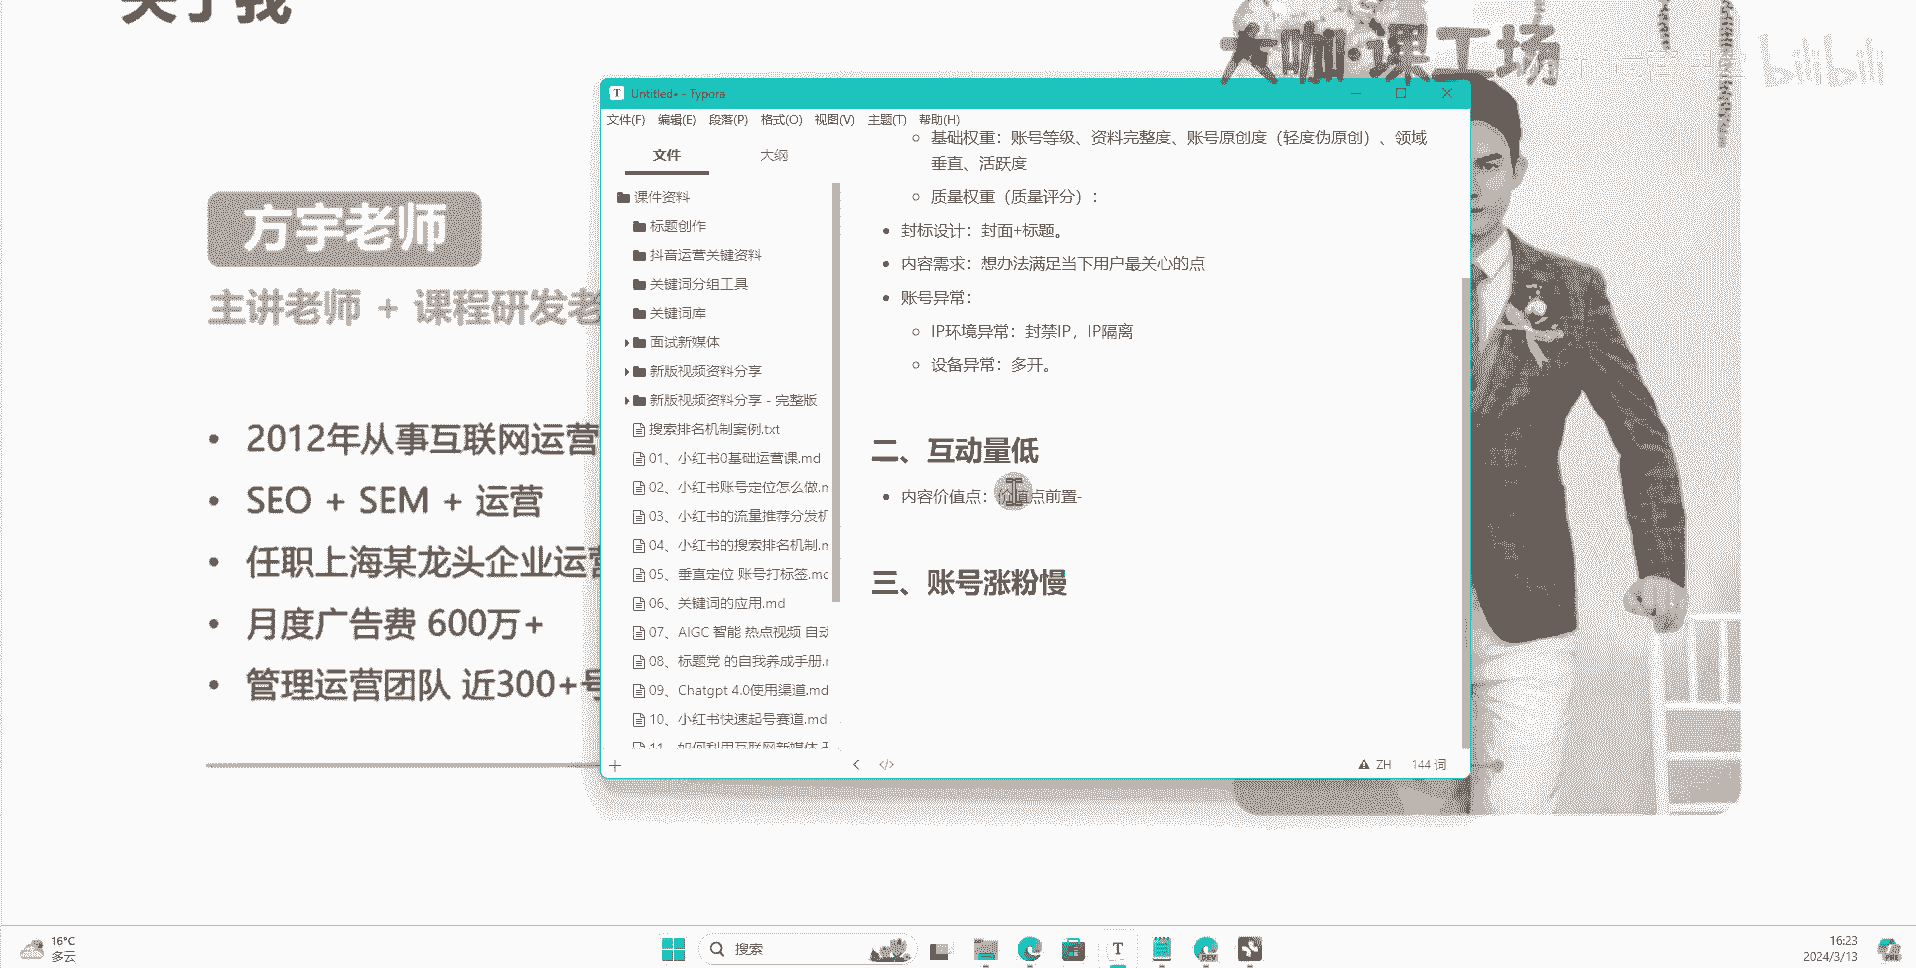 关于我
大咖·课工场
bilibili
方宇老师
主讲老师 + 课程研发老
2012年从事互联网运营
SEO + SEM + 运营
任职上海某龙头企业运营
月度广告费 600万+
管理运营团队 近300+号
Untitled• - Typora
文件(F) 编辑(E) 段落(P) 格式(O) 视图(V) 主题(T) 帮助(H)
文件 大纲
课件资料
标题创作
抖音运营关键资料
关键词分组工具
关键词库
面试新媒体
新版视频资料分享
新版视频资料分享 - 完整版
搜索排名机制案例.txt
01、小红书0基础运营课.md
02、小红书账号定位怎么做.m
03、小红书的流量推荐分发机
04、小红书的搜索排名机制.m
05、垂直定位 账号打标签.mc
06、关键词的应用.md
07、AIGC 智能 热点视频 自动
08、标题党 的自我养成手册.r
09、Chatgpt 4.0使用渠道.md
10、小红书快速起号赛道.md
11、如何利用互联网新媒体
基础权重：账号等级、资料完整度、账号原创度（轻度伪原创）、领域
垂直、活跃度
质量权重（质量评分）：
封标设计：封面+标题。
内容需求：想办法满足当下用户最关心的点
账号异常：
IP环境异常：封禁IP，IP隔离
设备异常：多开。
二、互动量低
内容价值点：价值点前置-
三、账号涨粉慢
ZH 144 词
16°C
多云
搜索
DEV
16:23
2024/3/13
PRE